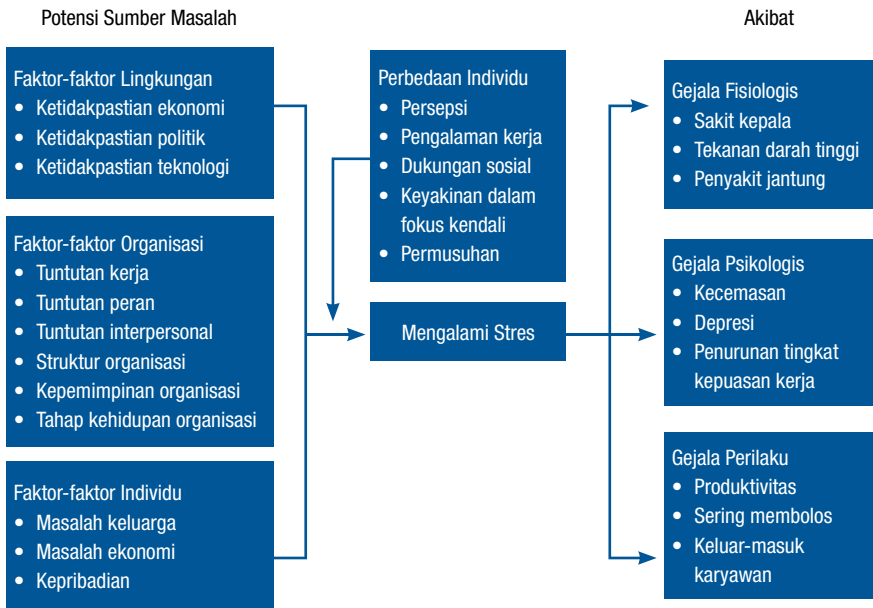 Potensi Sumber Masalah
Faktor-faktor Lingkungan
• Ketidakpastian ekonomi
• Ketidakpastian politik
• Ketidakpastian teknologi
Faktor-faktor Organisasi
• Tuntutan kerja
• Tuntutan peran
• Tuntutan interpersonal
• Struktur organisasi
• Kepemimpinan organisasi
• Tahap kehidupan organisasi
Faktor-faktor Individu
• Masalah keluarga
• Masalah ekonomi
• Kepribadian
Perbedaan Individu
• Persepsi
• Pengalaman kerja
• Dukungan sosial
• Keyakinan dalam
fokus kendali
• Permusuhan
Mengalami Stres
Akibat
Gejala Fisiologis
• Sakit kepala
• Tekanan darah tinggi
• Penyakit jantung
Gejala Psikologis
• Kecemasan
• Depresi
• Penurunan tingkat
kepuasan kerja
Gejala Perilaku
• Produktivitas
• Sering membolos
• Keluar-masuk
karyawan